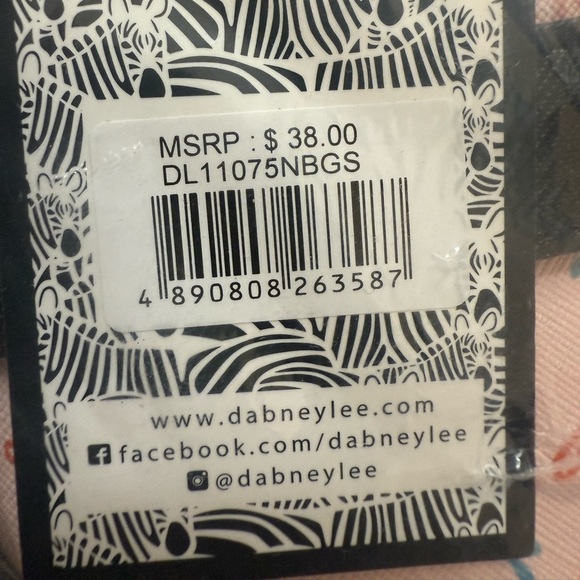 MSRP : $ 38.00
DL11075NBGS
4 890808 263587
www.dabneylee.com
facebook.com/dabneylee
@dabneylee